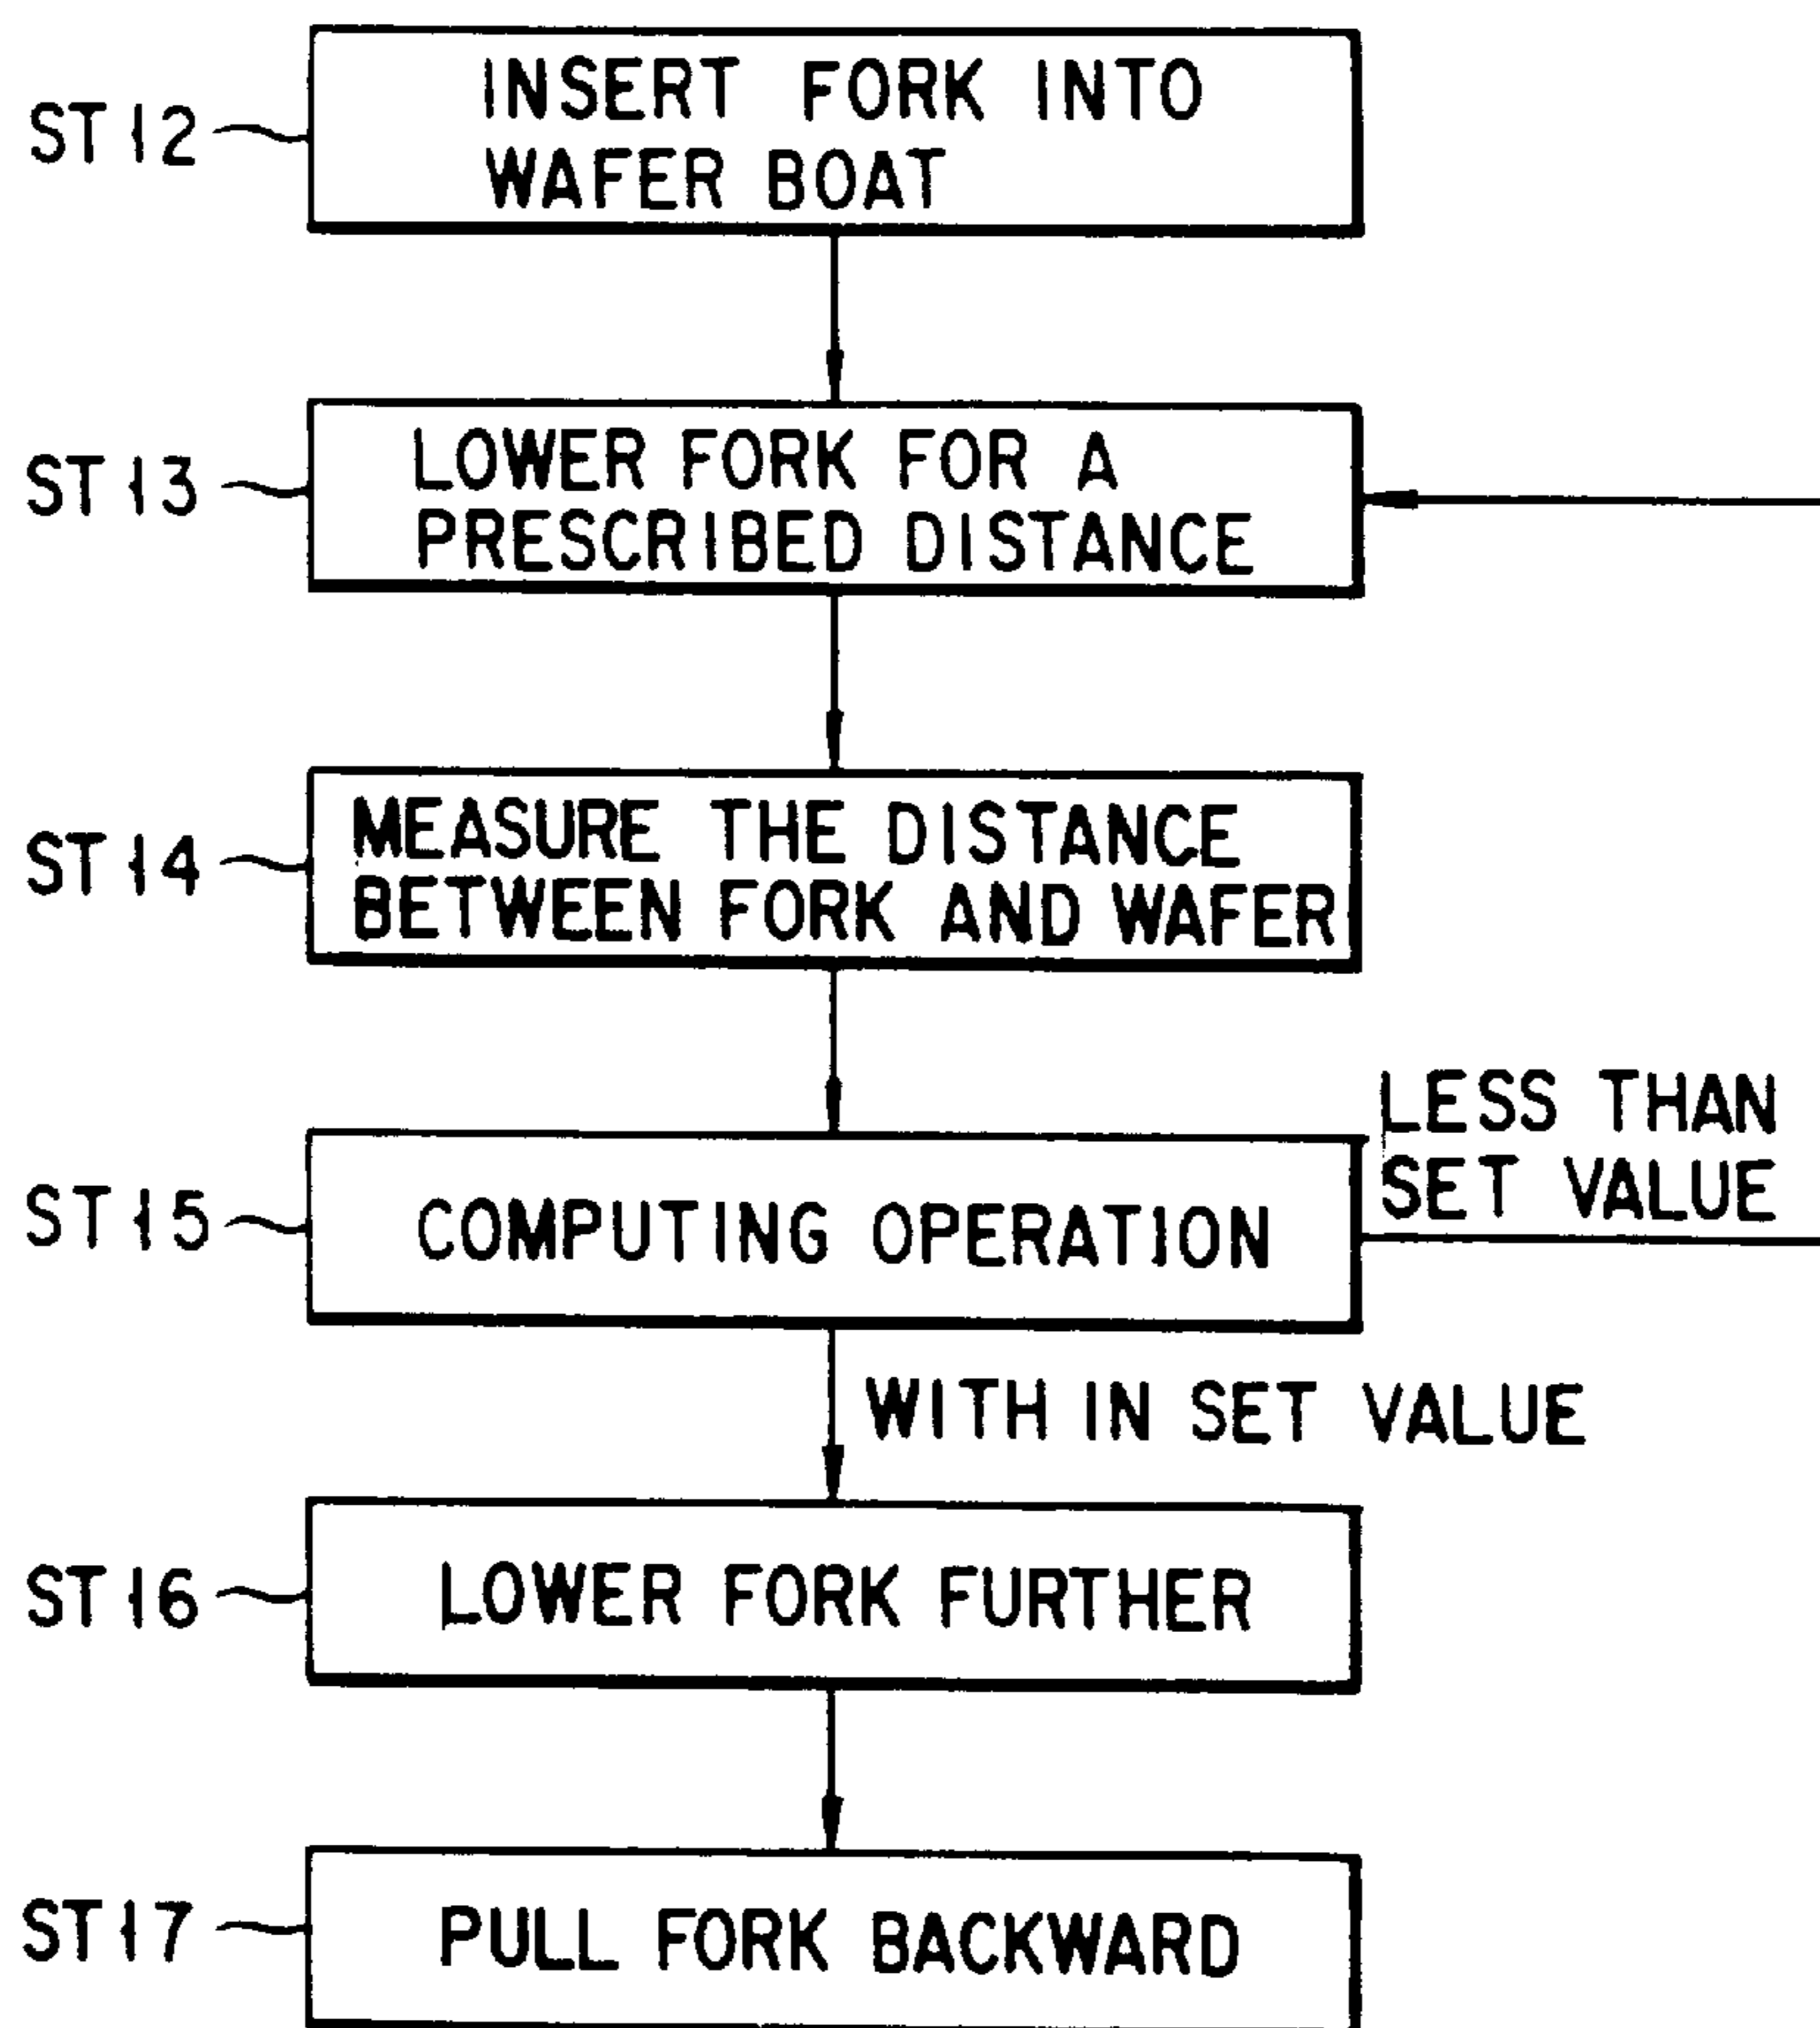 ST12
INSERT FORK INTO
WAFER BOAT
ST13
LOWER FORK FOR A
PRESCRIBED DISTANCE
ST14
MEASURE THE DISTANCE
BETWEEN FORK AND WAFER
ST15
COMPUTING OPERATION
LESS THAN
SET VALUE
WITH IN SET VALUE
ST16
LOWER FORK FURTHER
ST17
PULL FORK BACKWARD